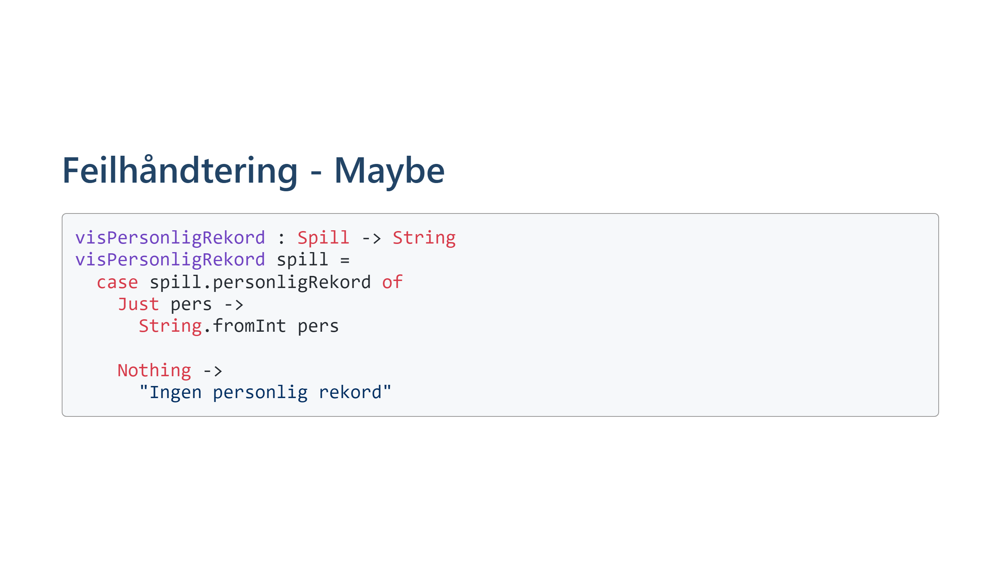 Feilhåndtering - Maybe
visPersonligRekord : Spill -> String
visPersonligRekord spill =
  case spill.personligRekord of
    Just pers ->
      String.fromInt pers

    Nothing ->
      "Ingen personlig rekord"